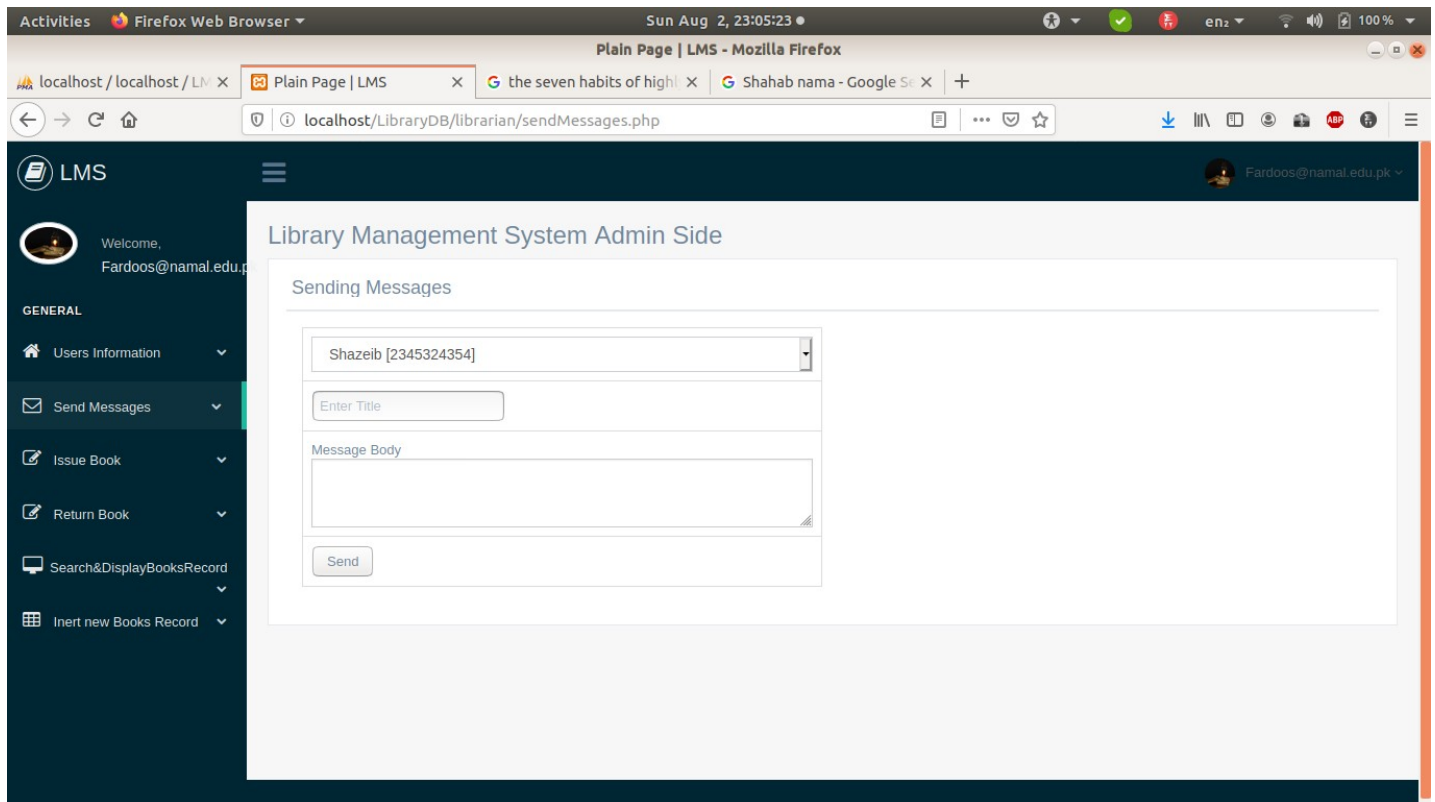 Activities Firefox Web Browser Sun Aug 2, 23:05:23 en₂ 100%
Plain Page | LMS - Mozilla Firefox
localhost / localhost / LM Plain Page | LMS the seven habits of highl Shahab nama - Google Se
localhost/LibraryDB/librarian/sendMessages.php ABP
LMS
Fardoos@namal.edu.pk
Welcome,
Fardoos@namal.edu.p
Library Management System Admin Side
Sending Messages
GENERAL
Users Information
Send Messages
Issue Book
Return Book
Search&DisplayBooksRecord
Inert new Books Record
Shazeib [2345324354]
Enter Title
Message Body
Send